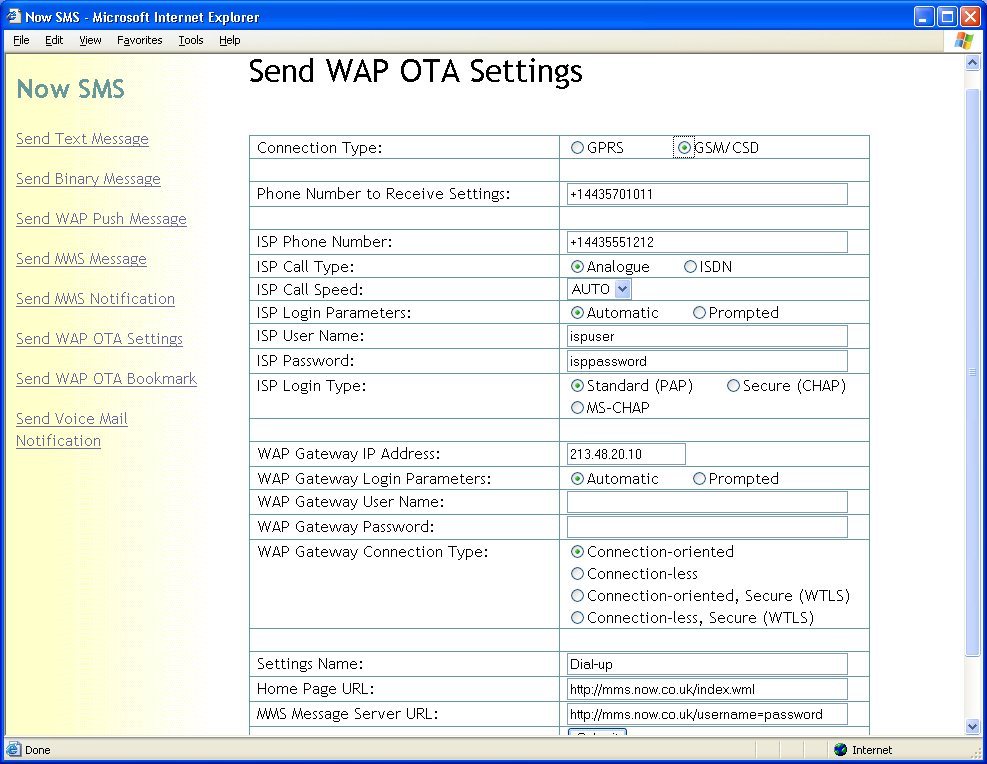 Now SMS - Microsoft Internet Explorer
File Edit View Favorites Tools Help
Now SMS
Send Text Message
Send Binary Message
Send WAP Push Message
Send MMS Message
Send MMS Notification
Send WAP OTA Settings
Send WAP OTA Bookmark
Send Voice Mail
Notification
Send WAP OTA Settings
Connection Type: GPRS GSM/CSD
Phone Number to Receive Settings: +14435701011
ISP Phone Number: +14435551212
ISP Call Type: Analogue ISDN
ISP Call Speed: AUTO
ISP Login Parameters: Automatic Prompted
ISP User Name: ispuser
ISP Password: isppassword
ISP Login Type: Standard (PAP) Secure (CHAP)
MS-CHAP
WAP Gateway IP Address: 213.48.20.10
WAP Gateway Login Parameters: Automatic Prompted
WAP Gateway User Name:
WAP Gateway Password:
WAP Gateway Connection Type: Connection-oriented
Connection-less
Connection-oriented, Secure (WTLS)
Connection-less, Secure (WTLS)
Settings Name: Dial-up
Home Page URL: http://mms.now.co.uk/index.wml
MMS Message Server URL: http://mms.now.co.uk/username=password
Done Internet